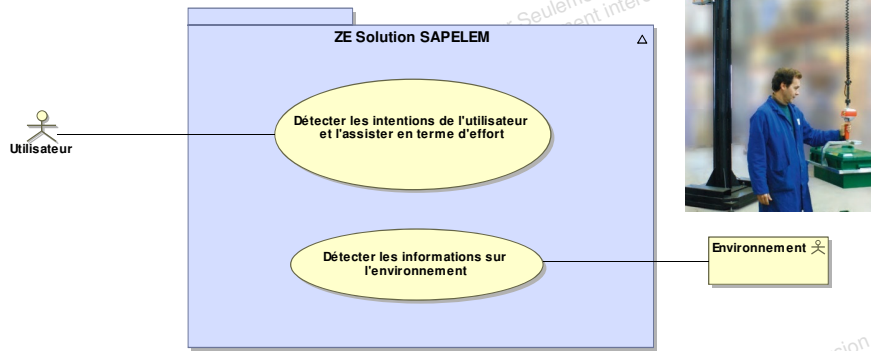 ZE Solution SAPELEM
Détecter les intentions de l'utilisateur
et l'assister en terme d'effort
Utilisateur
Détecter les informations sur
l'environnement
Environnement